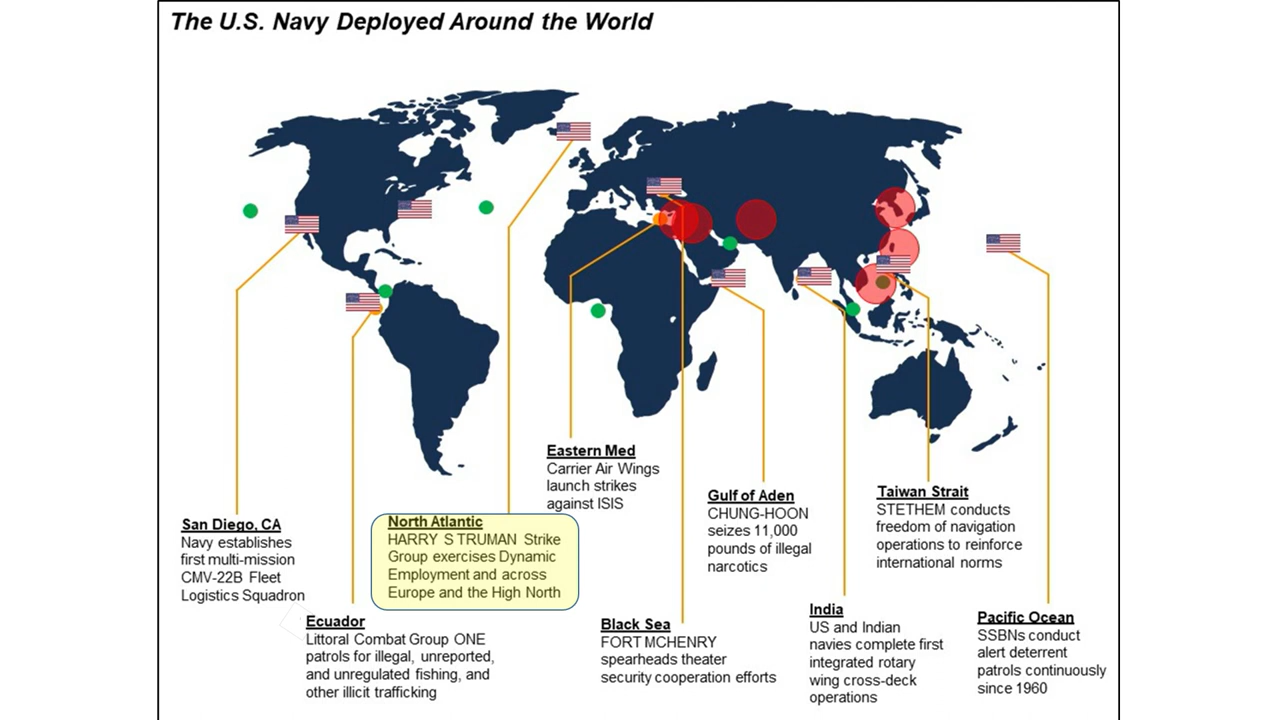 The U.S. Navy Deployed Around the World
Eastern Med
Carrier Air Wings
launch strikes
against ISIS
Gulf of Aden
CHUNG-HOON
seizes 11,000
pounds of illegal
narcotics
Taiwan Strait
STETHEM conducts
freedom of navigation
operations to reinforce
international norms
San Diego, CA
Navy establishes
first multi-mission
CMV-22B Fleet
Logistics Squadron
North Atlantic
HARRY S TRUMAN Strike
Group exercises Dynamic
Employment and across
Europe and the High North
Ecuador
Littoral Combat Group ONE
patrols for illegal, unreported,
and unregulated fishing, and
other illicit trafficking
Black Sea
FORT MCHENRY
spearheads theater
security cooperation efforts
India
US and Indian
navies complete first
integrated rotary
wing cross-deck
operations
Pacific Ocean
SSBNs conduct
alert deterrent
patrols continuously
since 1960